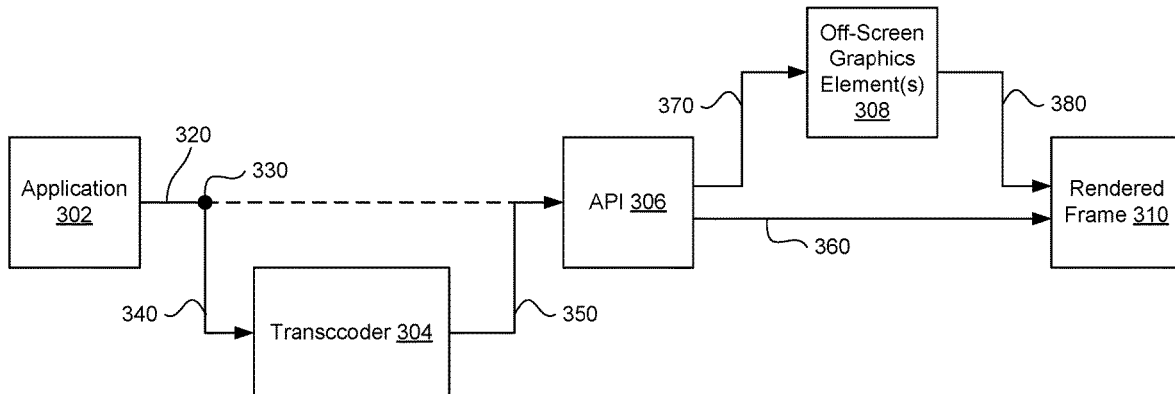 Off-Screen
Graphics
Element(s)
308
370
380
320
330
Application
302
API 306
Rendered
Frame 310
360
340
Transccoder 304
350